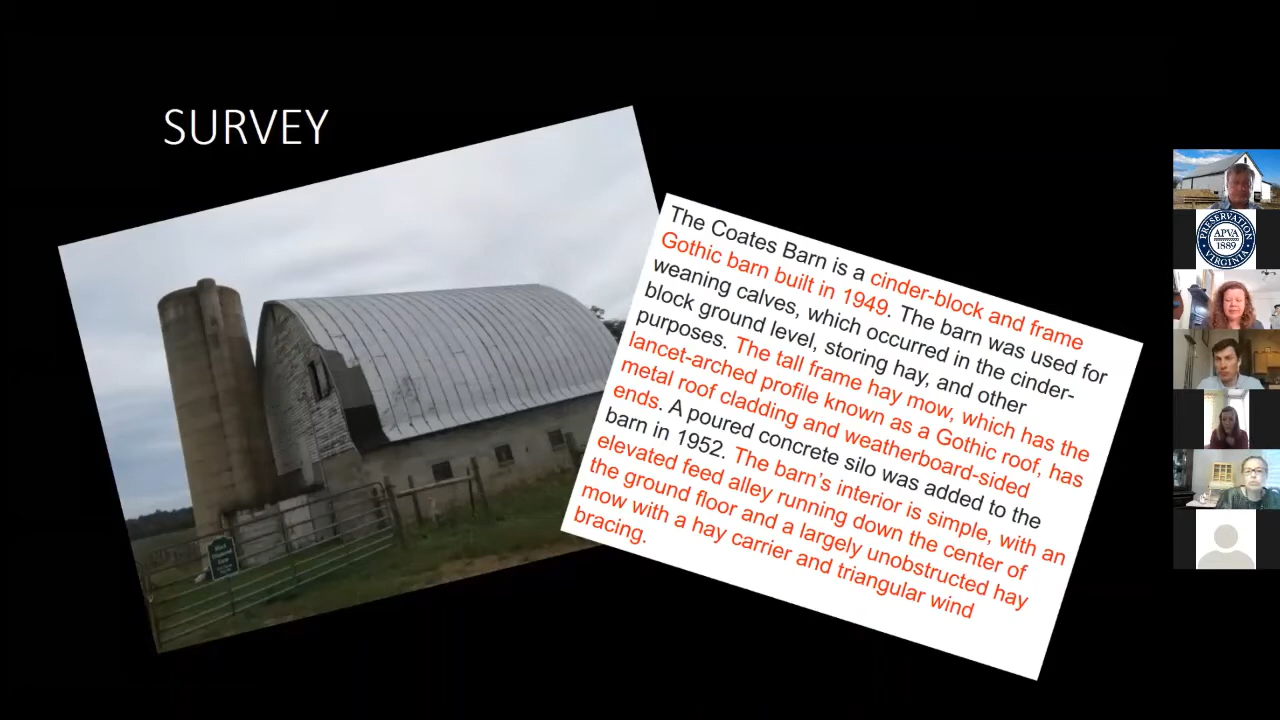 SURVEY
The Coates Barn is a cinder-block and frame
Gothic barn built in 1949. The barn was used for
weaning calves, which occurred in the cinder-
block ground level, storing hay, and other
purposes. The tall frame hay mow, which has the
lancet-arched profile known as a Gothic roof, has
metal roof cladding and weatherboard-sided
ends. A poured concrete silo was added to the
barn in 1952. The barn's interior is simple, with an
elevated feed alley running down the center of
the ground floor and a largely unobstructed hay
mow with a hay carrier and triangular wind
bracing.
PRESERVATION
APVA
1889
VIRGINIA